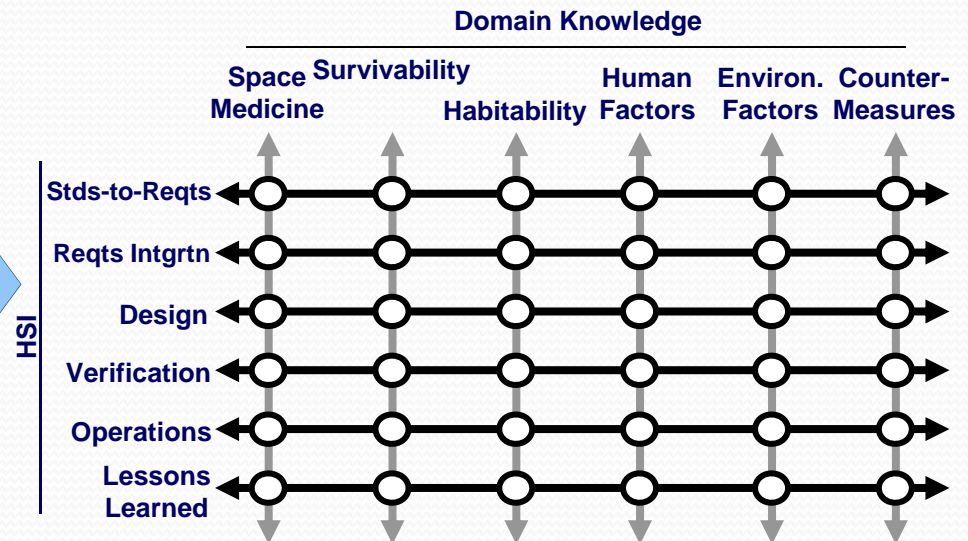 Domain Knowledge
Space Medicine
Survivability
Habitability
Human Factors
Environ. Factors
Counter-Measures
HSI
Stds-to-Reqts
Reqts Intgrtn
Design
Verification
Operations
Lessons
Learned